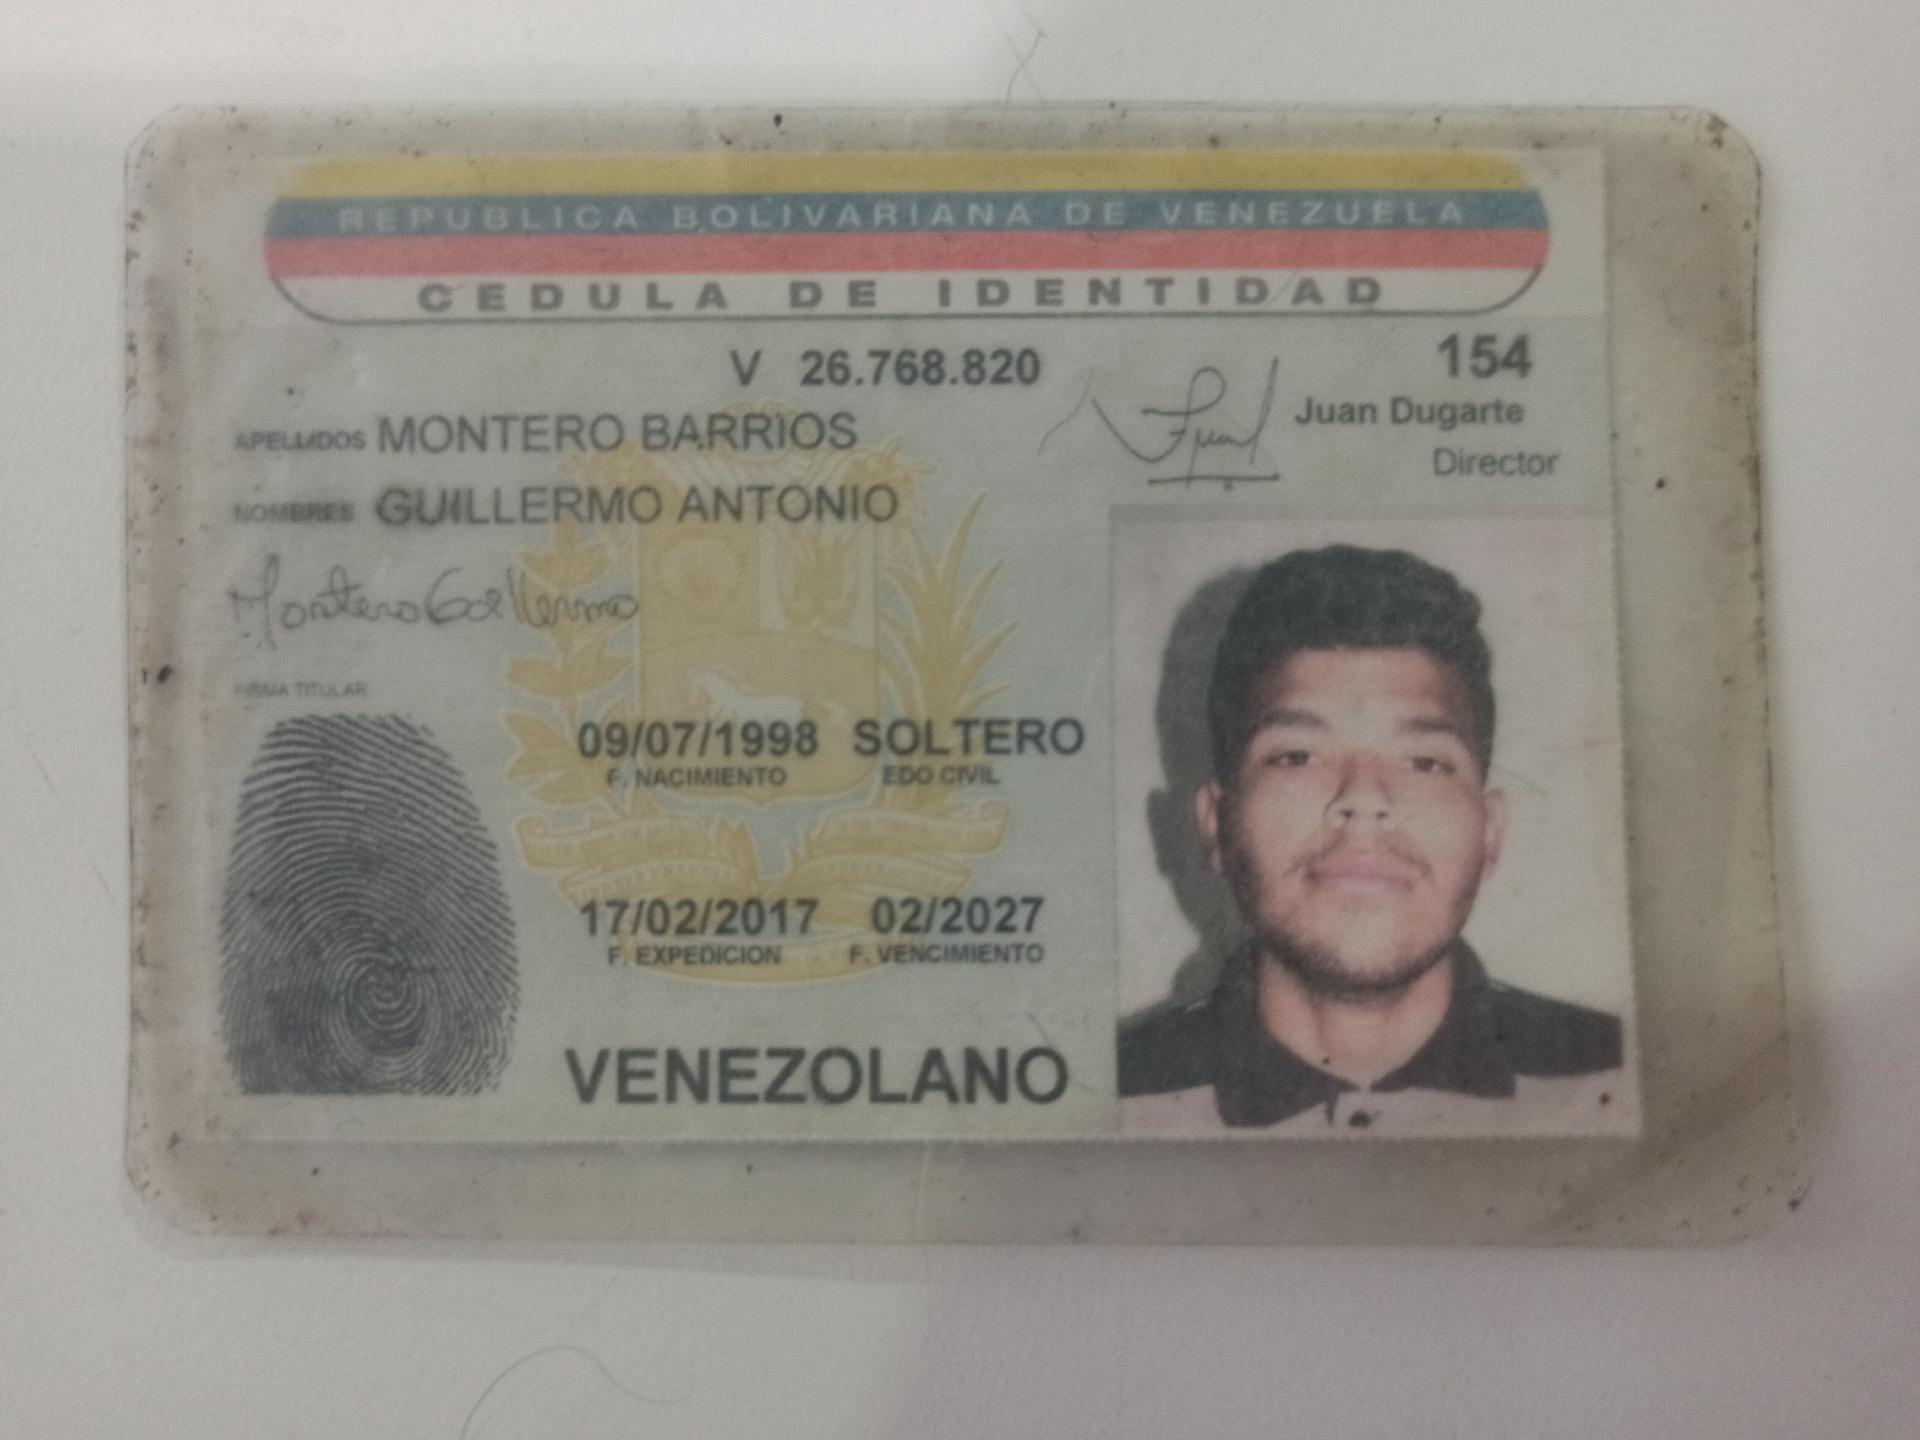 REPUBLICA BOLIVARIANA DE VENEZUELA
CEDULA DE IDENTIDAD
V 26.768.820
154
Juan Dugarte
Director
APELLIDOS MONTERO BARRIOS
NOMBRES GUILLERMO ANTONIO
Montero Guillermo
FIRMA TITULAR
09/07/1998 SOLTERO
F. NACIMIENTO EDO CIVIL
17/02/2017 02/2027
F. EXPEDICION F. VENCIMIENTO
VENEZOLANO